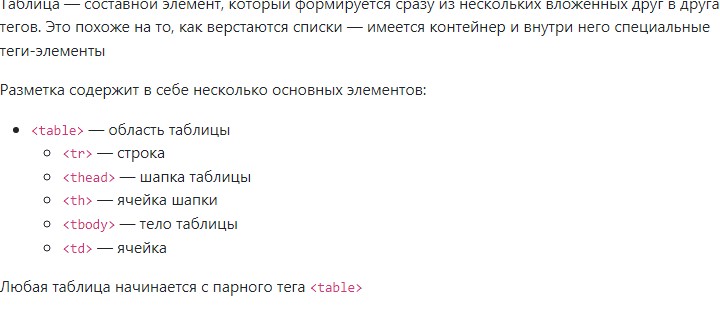 Таблица — составной элемент, который формируется сразу из нескольких вложенных друг в друга
тегов. Это похоже на то, как верстаются списки — имеется контейнер и внутри него специальные
теги-элементы
Разметка содержит в себе несколько основных элементов:
<table> — область таблицы
<tr> — строка
<thead> — шапка таблицы
<th> — ячейка шапки
<tbody> — тело таблицы
<td> — ячейка
Любая таблица начинается с парного тега <table>